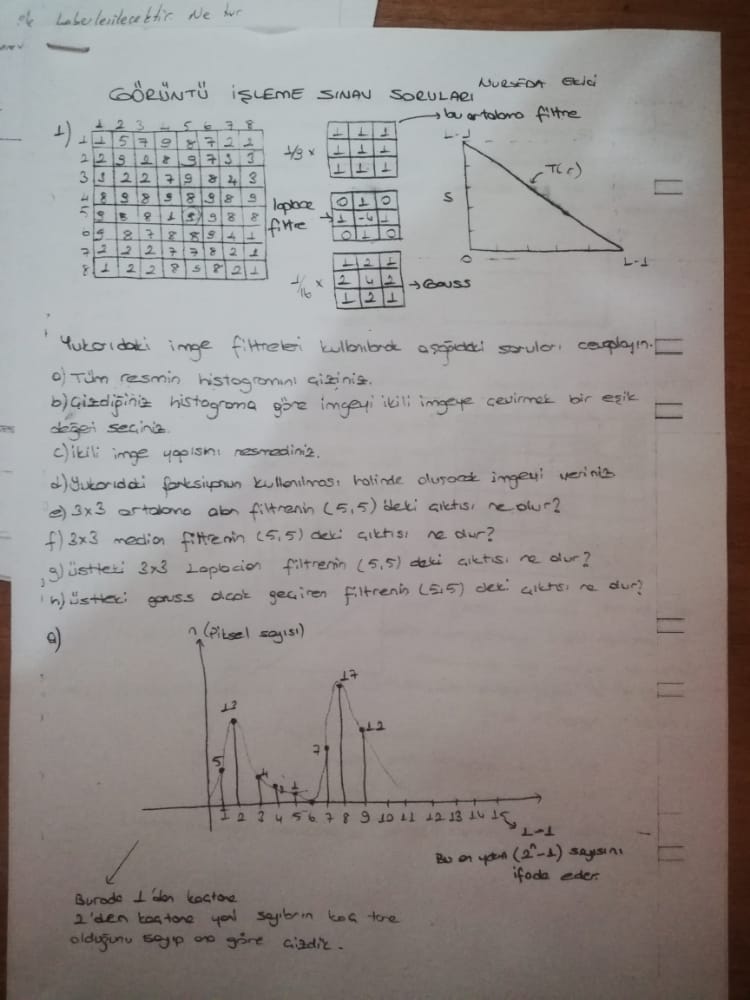 Haberlenilecektir. Ne tür
GÖRÜNTÜ İŞLEME SINAV SORULARI
NURSEDA EKİCİ
1)
1 2 3 4 5 6 7 8
1 1 5 7 9 8 7 2 2
2 2 9 2 8 9 7 3 3
3 3 2 2 7 9 8 4 3
4 8 9 8 9 8 9 8 9
5 9 8 8 1 9 9 8 8
6 9 8 7 8 8 9 1 1
7 2 2 2 7 7 8 2 1
8 1 2 2 8 9 8 2 1
1/9 ×
1 1 1
1 1 1
1 1 1
bu ortalama filtre
laplace
filtre
0 1 0
1 -4 1
0 1 0
1/16 ×
1 2 1
2 4 2
1 2 1
Gauss
L-1
T(r)
S
0
L-1
Yukarıdaki imge filtreleri kullanılarak aşağıdaki soruları cevaplayın.
a) Tüm resmin histogramını çiziniz.
b) Çizdiğiniz histograma göre imgeyi ikili imgeye çevirmek bir eşik
değeri seçiniz.
c) ikili imge yapısını resmediniz.
d) Yukarıdaki fonksiyonun kullanılması halinde oluşacak imgeyi veriniz
e) 3x3 ortalama alan filtrenin (5,5)'deki çıktısı ne olur?
f) 3x3 median filtrenin (5,5) deki çıktısı ne olur?
g) üstteki 3x3 Laplacian filtrenin (5,5) deki çıktısı ne olur?
h) üstteki gauss alçak geçiren filtrenin (5,5) deki çıktısı ne olur?
a)
n (Piksel sayısı)
5 13 4 2 1 7 17 12
1 2 3 4 5 6 7 8 9 10 11 12 13 14 15
L-1
Bu en yakın (2ⁿ-1) sayısını
ifade eder.
Burada 1'den kaç tane
2'den kaç tane yani sayıların kaç tane
olduğunu sayıp ona göre çizdik.